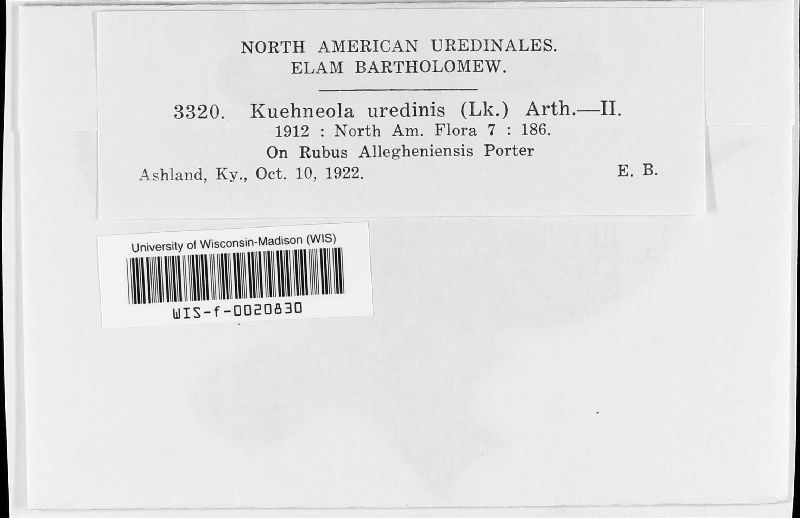 NORTH AMERICAN UREDINALES.
ELAM BARTHOLOMEW.
3320. Kuehneola uredinis (Lk.) Arth.—II.
1912 : North Am. Flora 7 : 186.
On Rubus Allegheniensis Porter
Ashland, Ky., Oct. 10, 1922. E. B.
University of Wisconsin-Madison (WIS)
WIS-f-0020830